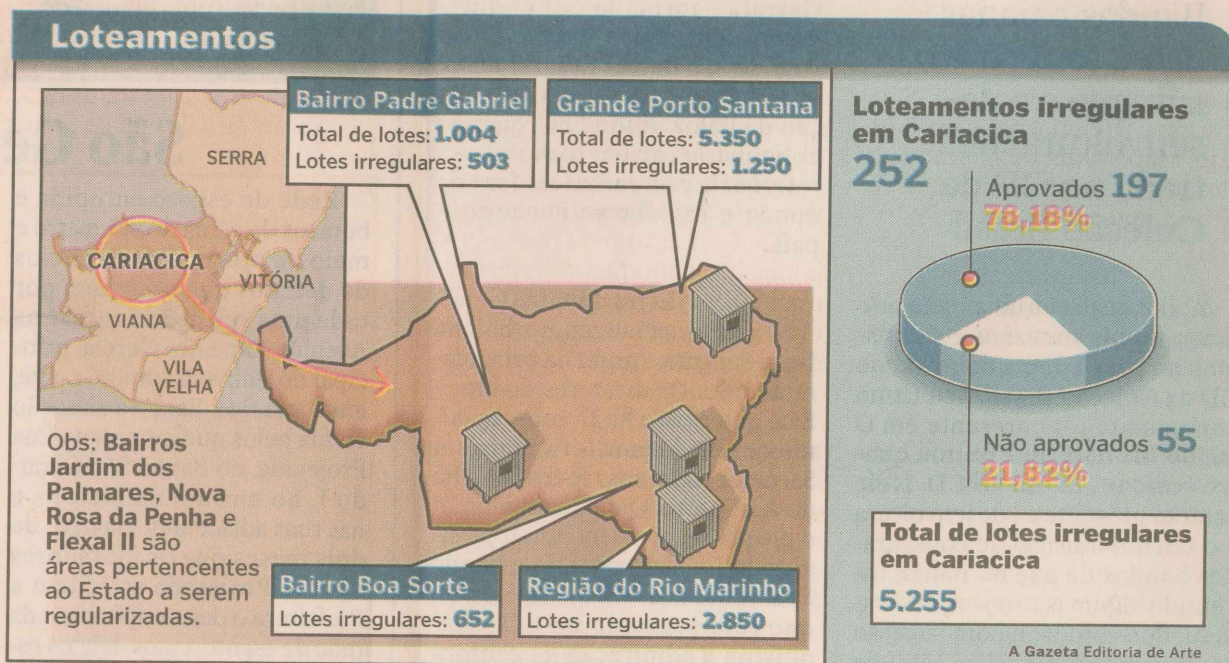 Loteamentos
Bairro Padre Gabriel
Total de lotes: 1.004
Lotes irregulares: 503
Grande Porto Santana
Total de lotes: 5.350
Lotes irregulares: 1.250
SERRA
CARIACICA
VITÓRIA
VIANA
VILA
VELHA
Obs: Bairros
Jardim dos
Palmares, Nova
Rosa da Penha e
Flexal II são
áreas pertencentes
ao Estado a serem
regularizadas.
Bairro Boa Sorte
Lotes irregulares: 652
Região do Rio Marinho
Lotes irregulares: 2.850
Loteamentos irregulares
em Cariacica
252
Aprovados 197
78,18%
Não aprovados 55
21,82%
Total de lotes irregulares
em Cariacica
5.255
A Gazeta Editoria de Arte